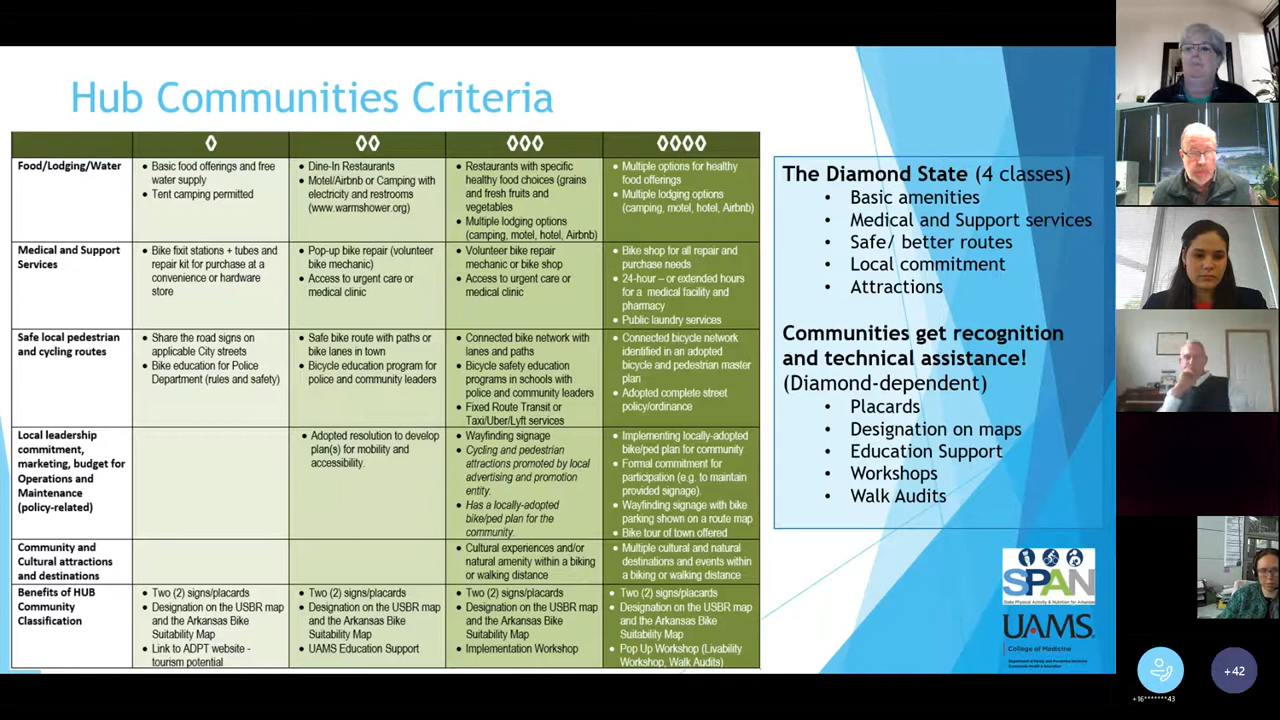 Hub Communities Criteria
◊
◊◊
◊◊◊
◊◊◊◊
Food/Lodging/Water
• Basic food offerings and free
water supply
• Tent camping permitted
• Dine-In Restaurants
• Motel/Airbnb or Camping with
electricity and restrooms
(www.warmshower.org)
• Restaurants with specific
healthy food choices (grains
and fresh fruits and
vegetables
• Multiple lodging options
(camping, motel, hotel, Airbnb)
• Multiple options for healthy
food offerings
• Multiple lodging options
(camping, motel, hotel, Airbnb)
Medical and Support
Services
• Bike fixit stations + tubes and
repair kit for purchase at a
convenience or hardware
store
• Pop-up bike repair (volunteer
bike mechanic)
• Access to urgent care or
medical clinic
• Volunteer bike repair
mechanic or bike shop
• Access to urgent care or
medical clinic
• Bike shop for all repair and
purchase needs
• 24-hour – or extended hours
for a medical facility and
pharmacy
• Public laundry services
Safe local pedestrian
and cycling routes
• Share the road signs on
applicable City streets
• Bike education for Police
Department (rules and safety)
• Safe bike route with paths or
bike lanes in town
• Bicycle education program for
police and community leaders
• Connected bike network with
lanes and paths
• Bicycle safety education
programs in schools with
police and community leaders
• Fixed Route Transit or
Taxi/Uber/Lyft services
• Connected bicycle network
identified in an adopted
bicycle and pedestrian master
plan
• Adopted complete street
policy/ordinance
Local leadership
commitment,
marketing, budget for
Operations and
Maintenance
(policy-related)
• Adopted resolution to develop
plan(s) for mobility and
accessibility.
• Wayfinding signage
• Cycling and pedestrian
attractions promoted by local
advertising and promotion
entity.
• Has a locally-adopted
bike/ped plan for the
community.
• Implementing locally-adopted
bike/ped plan for community
• Formal commitment for
participation (e.g. to maintain
provided signage).
• Wayfinding signage with bike
parking shown on a route map
• Bike tour of town offered
Community and
Cultural attractions
and destinations
• Cultural experiences and/or
natural amenity within a biking
or walking distance
• Multiple cultural and natural
destinations and events within
a biking or walking distance
Benefits of HUB
Community
Classification
• Two (2) signs/placards
• Designation on the USBR map
and the Arkansas Bike
Suitability Map
• Link to ADPT website -
tourism potential
• Two (2) signs/placards
• Designation on the USBR map
and the Arkansas Bike
Suitability Map
• UAMS Education Support
• Two (2) signs/placards
• Designation on the USBR map
and the Arkansas Bike
Suitability Map
• Implementation Workshop
• Two (2) signs/placards
• Designation on the USBR map
and the Arkansas Bike
Suitability Map
• Pop Up Workshop (Livability
Workshop, Walk Audits)
The Diamond State (4 classes)
• Basic amenities
• Medical and Support services
• Safe/ better routes
• Local commitment
• Attractions
Communities get recognition
and technical assistance!
(Diamond-dependent)
• Placards
• Designation on maps
• Education Support
• Workshops
• Walk Audits
SPAN
State Physical Activity & Nutrition for Arkansas
UAMS
College of Medicine
Department of Family and Preventive Medicine
Community Health & Education
+16*******43
+42